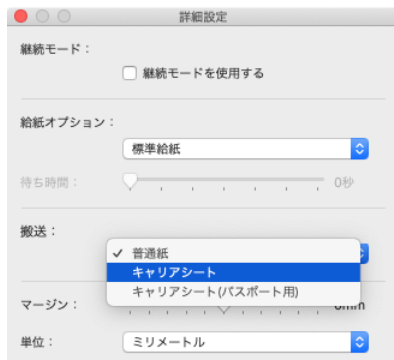 詳細設定
継続モード：
継続モードを使用する
給紙オプション：
標準給紙
待ち時間： 0秒
搬送：
✓ 普通紙
キャリアシート
キャリアシート(パスポート用)
マージン： 0mm
単位： ミリメートル